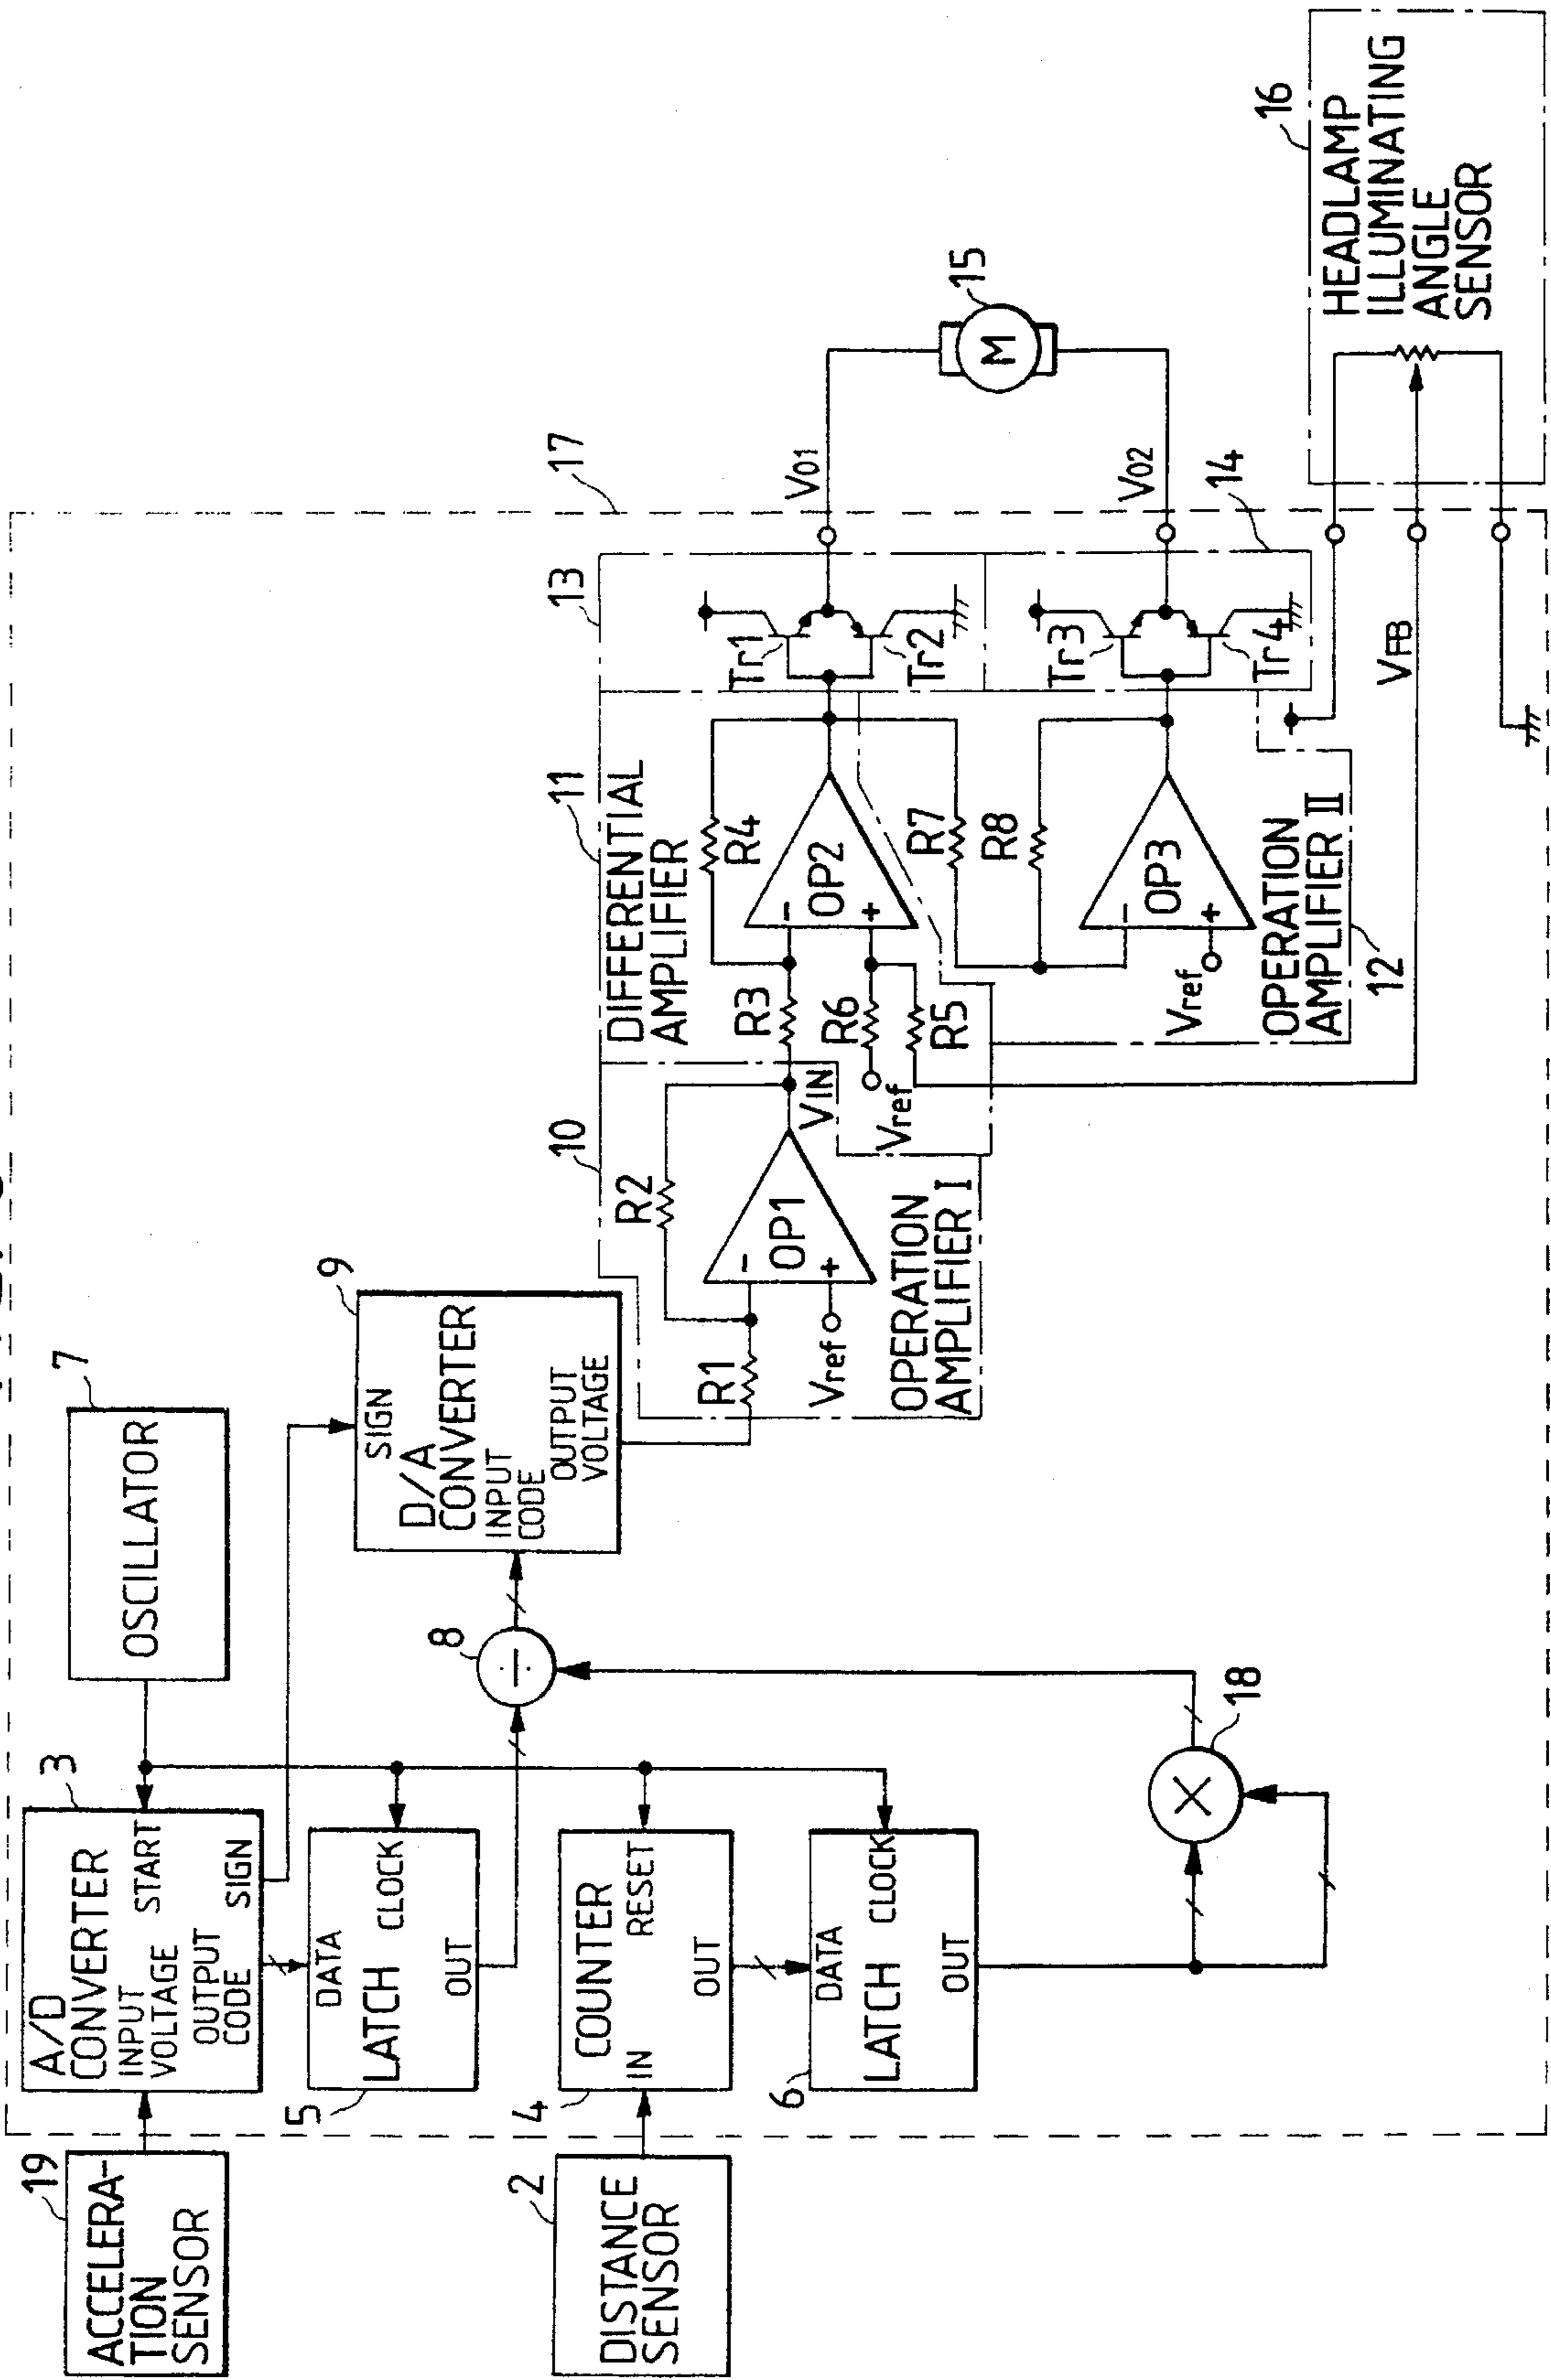 19
ACCELERA-
TION
SENSOR
2
DISTANCE
SENSOR
3
A/D
CONVERTER
INPUT
VOLTAGE
START
OUTPUT
CODE
SIGN
5
DATA
LATCH
CLOCK
OUT
4
COUNTER
IN
RESET
OUT
6
DATA
LATCH
CLOCK
OUT
7
OSCILLATOR
8
÷
18
×
9
SIGN
D/A
CONVERTER
INPUT
CODE
OUTPUT
VOLTAGE
10
R1
R2
OP1
-
+
Vref
VIN
OPERATION
AMPLIFIER I
11
DIFFERENTIAL
AMPLIFIER
R3
R4
OP2
-
+
R6
Vref
R5
R7
R8
OP3
-
+
Vref
OPERATION
AMPLIFIER II
12
13
Tr1
Tr2
Tr3
Tr4
14
17
VO1
VO2
VFB
15
M
16
HEADLAMP
ILLUMINATING
ANGLE
SENSOR